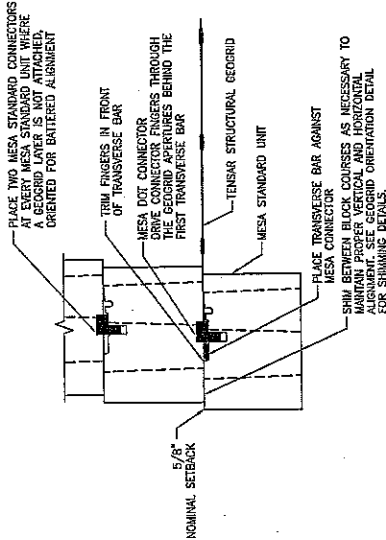 PLACE TWO MESA STANDARD CONNECTORS
AT EVERY MESA STANDARD UNIT WHERE
A GEOGRID LAYER IS NOT ATTACHED,
ORIENTED FOR BATTERED ALIGNMENT
TRIM FINGERS IN FRONT
OF TRANSVERSE BAR
MESA DOT CONNECTOR
DRIVE CONNECTOR FINGERS THROUGH
THE GEOGRID APERTURES BEHIND THE
FIRST TRANSVERSE BAR
TENSAR STRUCTURAL GEOGRID
MESA STANDARD UNIT
PLACE TRANSVERSE BAR AGAINST
MESA CONNECTOR
SHIM BETWEEN BLOCK COURSES AS NECESSARY TO
MAINTAIN PROPER VERTICAL AND HORIZONTAL
ALIGNMENT. SEE GEOGRID ORIENTATION DETAIL
FOR SHIMMING DETAILS.
5/8"
NOMINAL SETBACK